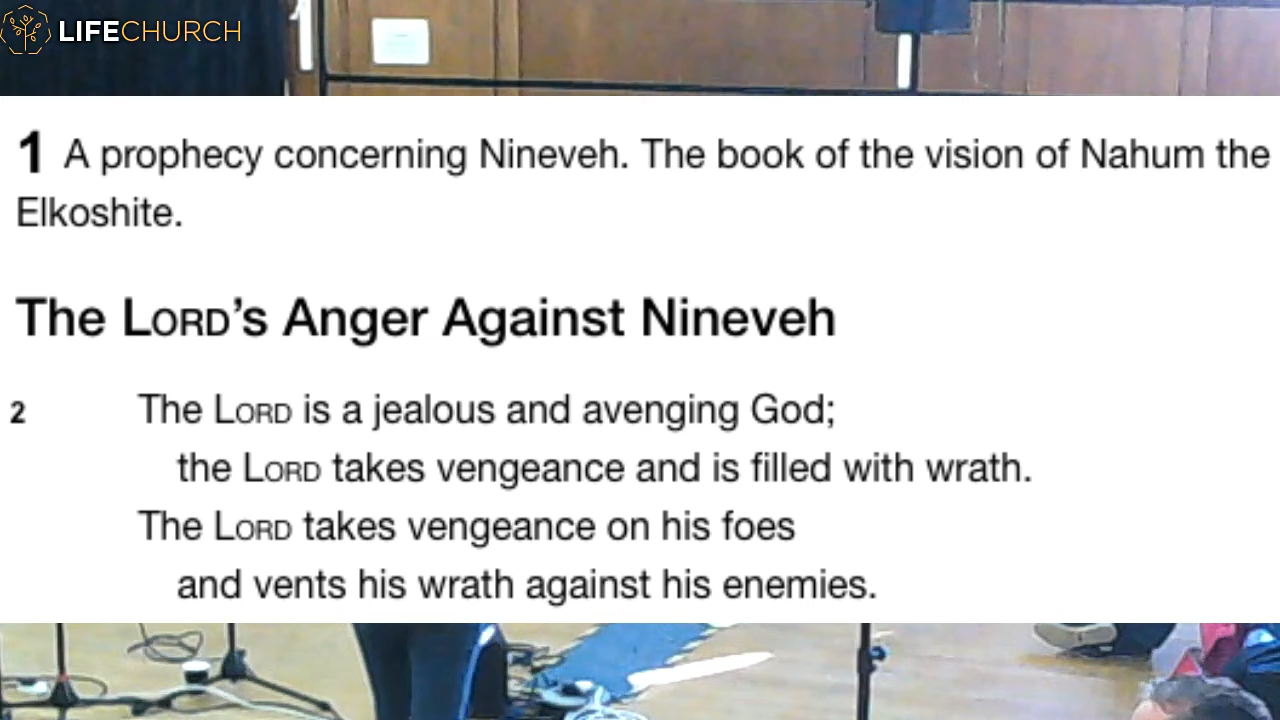 LIFECHURCH
1 A prophecy concerning Nineveh. The book of the vision of Nahum the
Elkoshite.
The LORD’s Anger Against Nineveh
2 The LORD is a jealous and avenging God;
the LORD takes vengeance and is filled with wrath.
The LORD takes vengeance on his foes
and vents his wrath against his enemies.